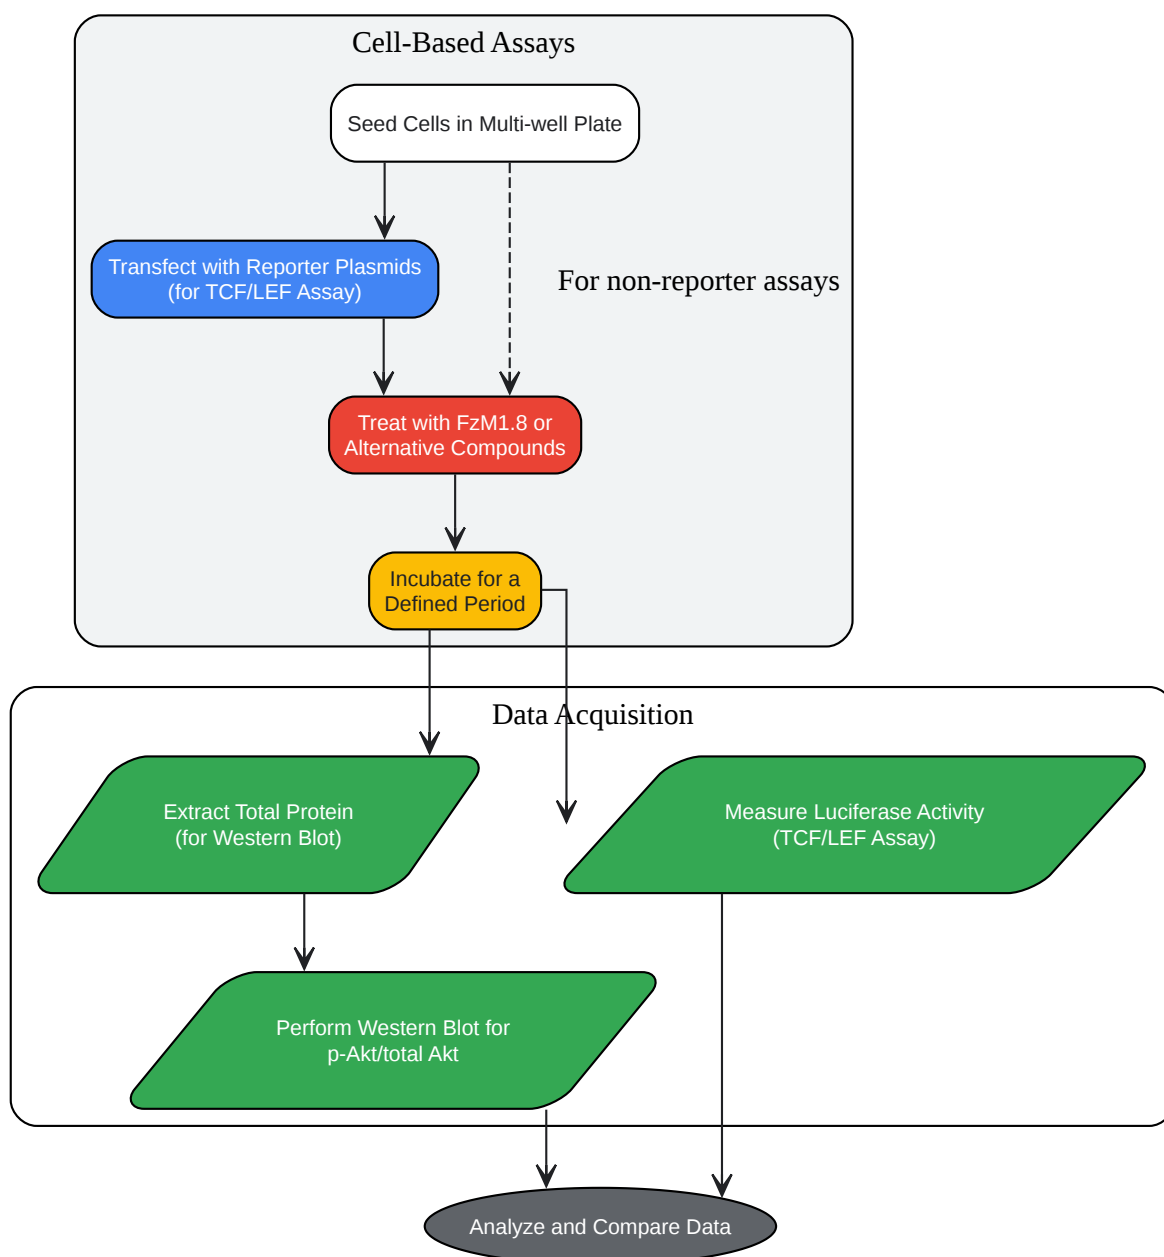 Cell-Based Assays
Seed Cells in Multi-well Plate
Transfect with Reporter Plasmids
(for TCF/LEF Assay)
For non-reporter assays
Treat with FzM1.8 or
Alternative Compounds
Incubate for a
Defined Period
Data Acquisition
Extract Total Protein
(for Western Blot)
Measure Luciferase Activity
(TCF/LEF Assay)
Perform Western Blot for
p-Akt/total Akt
Analyze and Compare Data